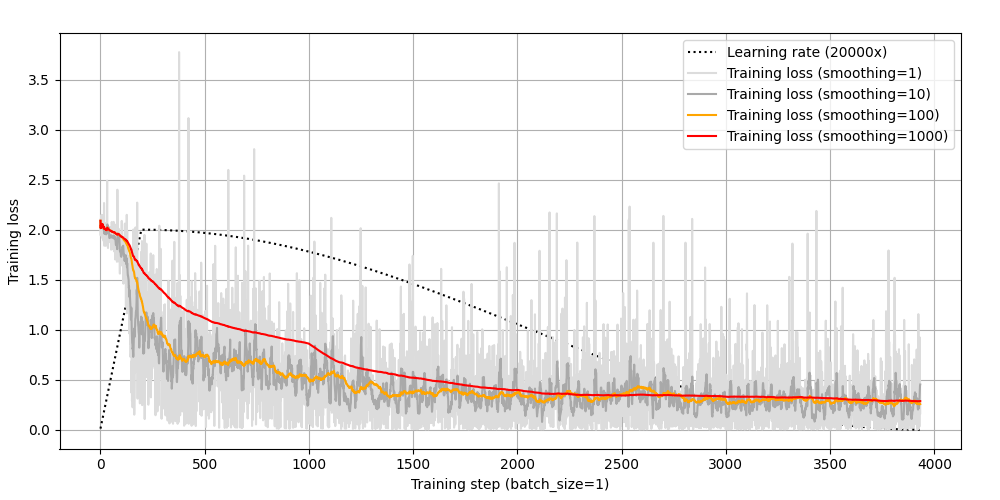 Learning rate (20000x)
Training loss (smoothing=1)
Training loss (smoothing=10)
Training loss (smoothing=100)
Training loss (smoothing=1000)
Training loss
3.5
3.0
2.5
2.0
1.5
1.0
0.5
0.0
0 500 1000 1500 2000 2500 3000 3500 4000
Training step (batch_size=1)